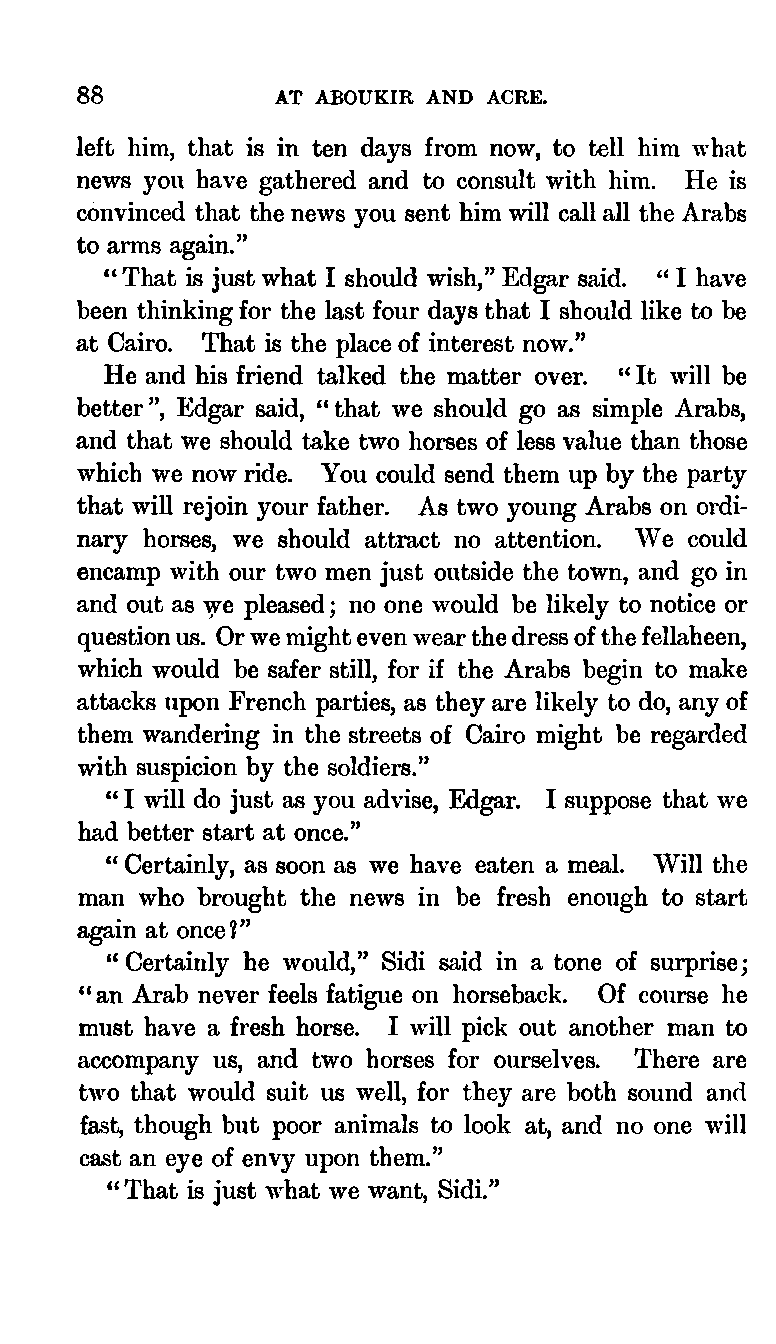 88 AT ABOUKIR AND ACRE.
left him, that is in ten days from now, to tell him what
news you have gathered and to consult with him. He is
convinced that the news you sent him will call all the Arabs
to arms again.”
“That is just what I should wish,” Edgar said. “I have
been thinking for the last four days that I should like to be
at Cairo. That is the place of interest now.”
He and his friend talked the matter over. “It will be
better”, Edgar said, “that we should go as simple Arabs,
and that we should take two horses of less value than those
which we now ride. You could send them up by the party
that will rejoin your father. As two young Arabs on ordi-
nary horses, we should attract no attention. We could
encamp with our two men just outside the town, and go in
and out as we pleased; no one would be likely to notice or
question us. Or we might even wear the dress of the fellaheen,
which would be safer still, for if the Arabs begin to make
attacks upon French parties, as they are likely to do, any of
them wandering in the streets of Cairo might be regarded
with suspicion by the soldiers.”
“I will do just as you advise, Edgar. I suppose that we
had better start at once.”
“Certainly, as soon as we have eaten a meal. Will the
man who brought the news in be fresh enough to start
again at once?”
“Certainly he would,” Sidi said in a tone of surprise;
“an Arab never feels fatigue on horseback. Of course he
must have a fresh horse. I will pick out another man to
accompany us, and two horses for ourselves. There are
two that would suit us well, for they are both sound and
fast, though but poor animals to look at, and no one will
cast an eye of envy upon them.”
“That is just what we want, Sidi.”